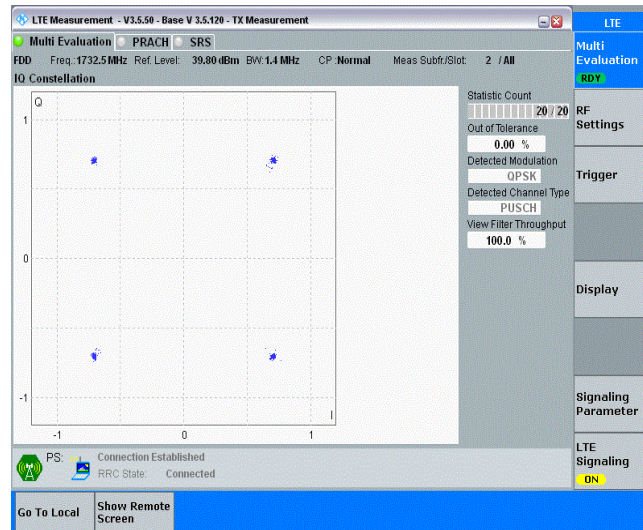 LTE Measurement - V3.5.50 - Base V 3.5.120 - TX Measurement
LTE
Multi Evaluation PRACH SRS
Multi
Evaluation
RDY
FDD Freq.:1732.5 MHz Ref. Level: 39.80 dBm BW:1.4 MHz CP :Normal Meas Subfr./Slot: 2 / All
IQ Constellation
Q
1
0
-1
I
-1 0 1
Statistic Count
20 / 20
Out of Tolerance
0.00 %
Detected Modulation
QPSK
Detected Channel Type
PUSCH
View Filter Throughput
100.0 %
RF
Settings
Trigger
Display
Signaling
Parameter
LTE
Signaling
ON
PS: Connection Established
RRC State: Connected
Go To Local
Show Remote
Screen